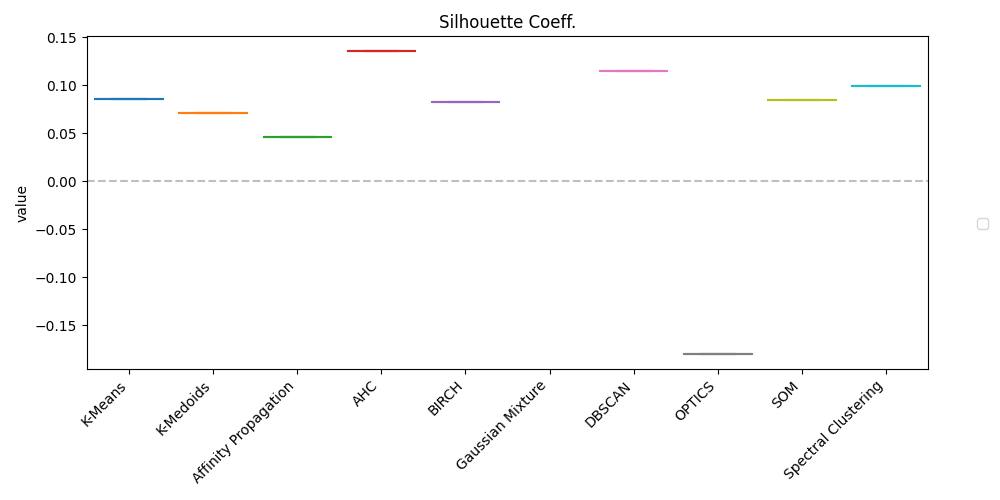 Silhouette Coeff.
0.15
0.10
0.05
0.00
−0.05
−0.10
−0.15
value
K-Means
K-Medoids
Affinity Propagation
AHC
BIRCH
Gaussian Mixture
DBSCAN
OPTICS
SOM
Spectral Clustering